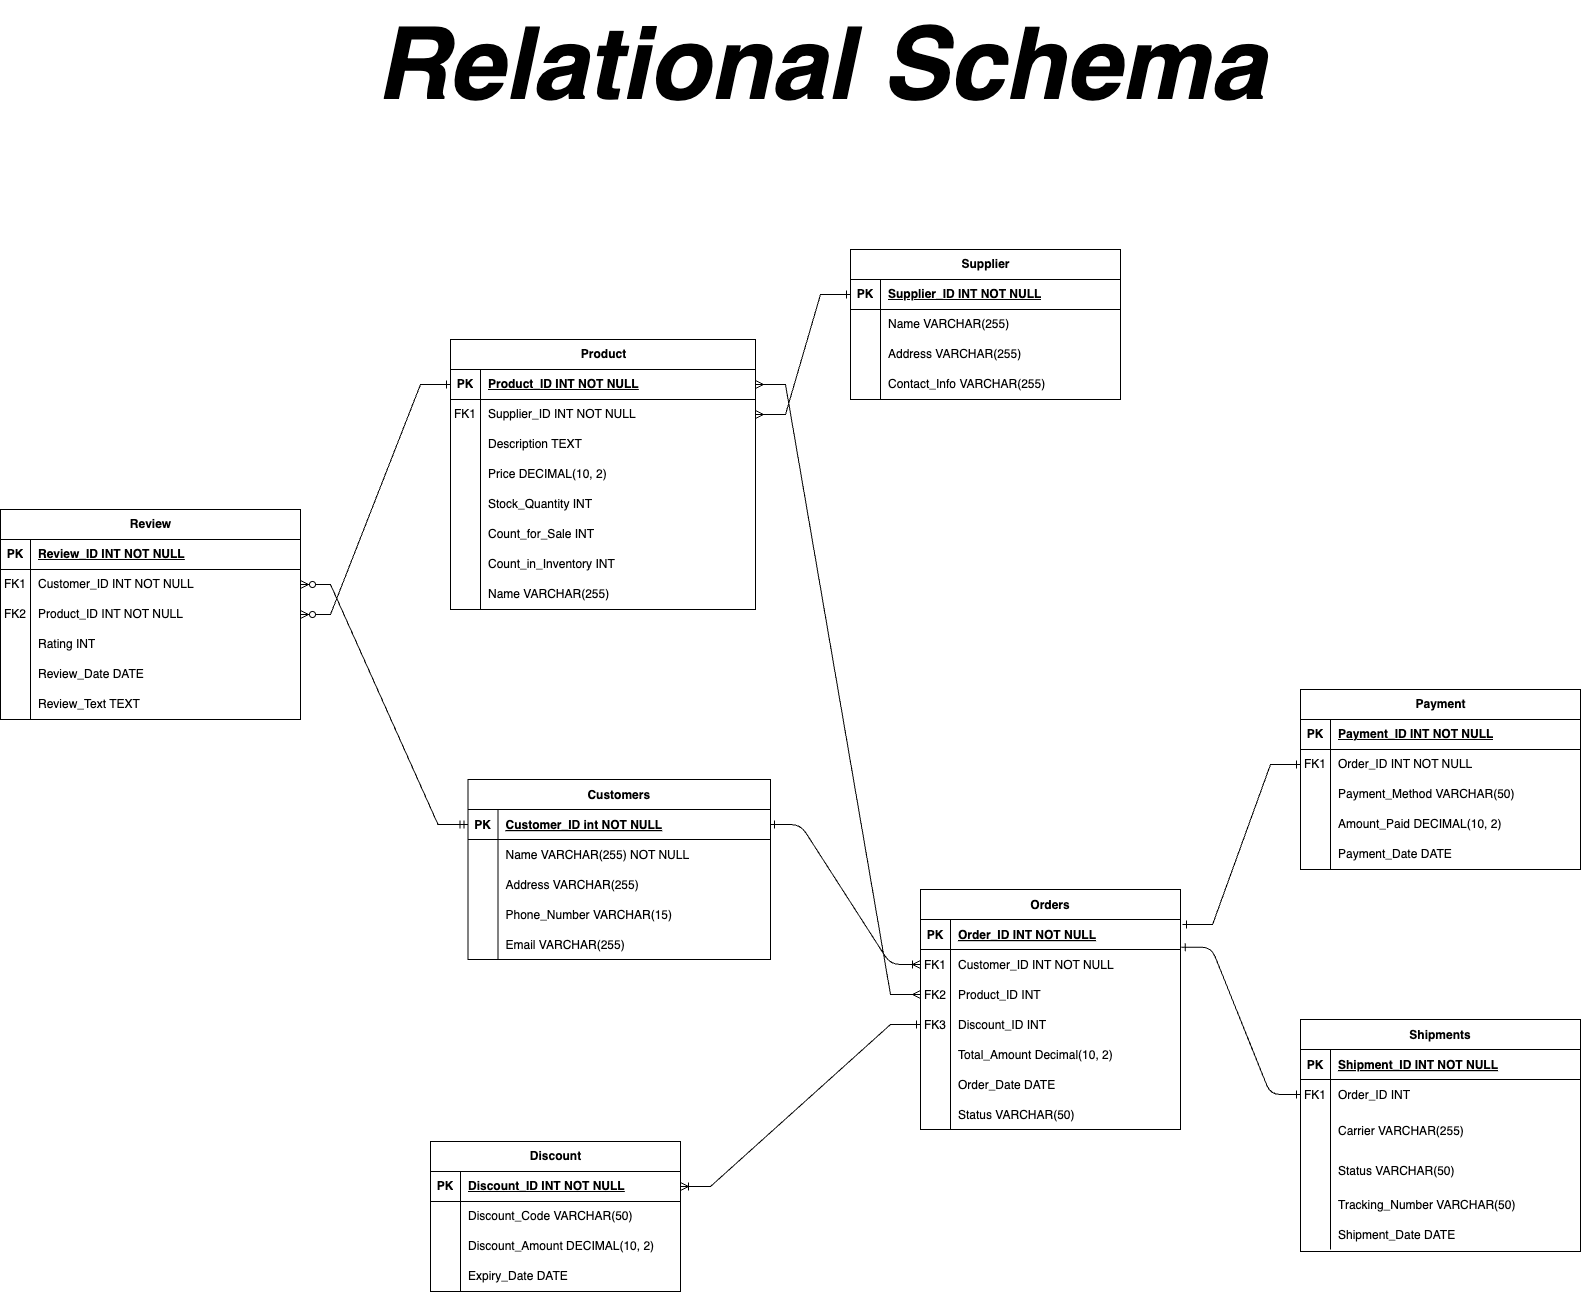 Relational Schema
Supplier
PK Supplier_ID INT NOT NULL
Name VARCHAR(255)
Address VARCHAR(255)
Contact_Info VARCHAR(255)
Product
PK Product_ID INT NOT NULL
FK1 Supplier_ID INT NOT NULL
Description TEXT
Price DECIMAL(10, 2)
Stock_Quantity INT
Count_for_Sale INT
Count_in_Inventory INT
Name VARCHAR(255)
Review
PK Review_ID INT NOT NULL
FK1 Customer_ID INT NOT NULL
FK2 Product_ID INT NOT NULL
Rating INT
Review_Date DATE
Review_Text TEXT
Payment
PK Payment_ID INT NOT NULL
FK1 Order_ID INT NOT NULL
Payment_Method VARCHAR(50)
Amount_Paid DECIMAL(10, 2)
Payment_Date DATE
Customers
PK Customer_ID int NOT NULL
Name VARCHAR(255) NOT NULL
Address VARCHAR(255)
Phone_Number VARCHAR(15)
Email VARCHAR(255)
Orders
PK Order_ID INT NOT NULL
FK1 Customer_ID INT NOT NULL
FK2 Product_ID INT
FK3 Discount_ID INT
Total_Amount Decimal(10, 2)
Order_Date DATE
Status VARCHAR(50)
Shipments
PK Shipment_ID INT NOT NULL
FK1 Order_ID INT
Carrier VARCHAR(255)
Status VARCHAR(50)
Tracking_Number VARCHAR(50)
Shipment_Date DATE
Discount
PK Discount_ID INT NOT NULL
Discount_Code VARCHAR(50)
Discount_Amount DECIMAL(10, 2)
Expiry_Date DATE